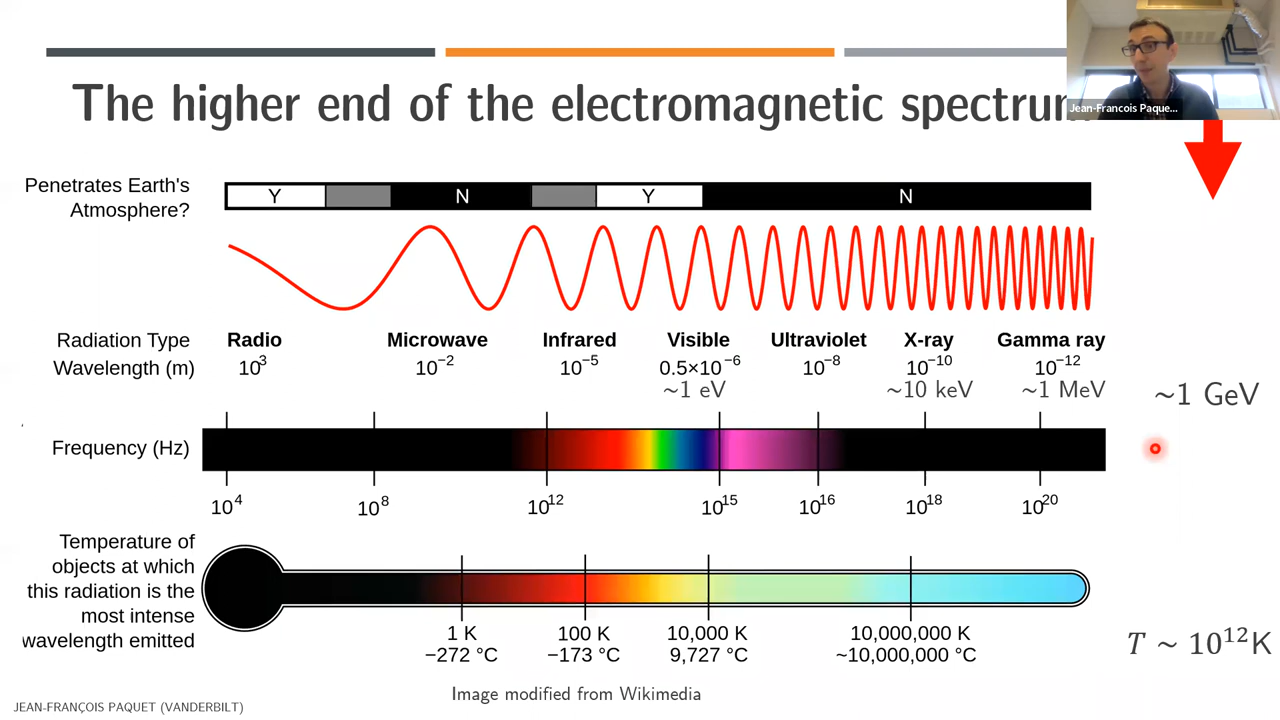 The higher end of the electromagnetic spectrum
Jean-Francois Paque...
Penetrates Earth's
Atmosphere?
Y N Y N
Radiation Type Radio Microwave Infrared Visible Ultraviolet X-ray Gamma ray
Wavelength (m) 10³ 10⁻² 10⁻⁵ 0.5×10⁻⁶ 10⁻⁸ 10⁻¹⁰ 10⁻¹²
~1 eV ~10 keV ~1 MeV ~1 GeV
Frequency (Hz)
10⁴ 10⁸ 10¹² 10¹⁵ 10¹⁶ 10¹⁸ 10²⁰
Temperature of
objects at which
this radiation is the
most intense
wavelength emitted
1 K 100 K 10,000 K 10,000,000 K
−272 °C −173 °C 9,727 °C ~10,000,000 °C
T ~ 10¹²K
Image modified from Wikimedia
JEAN-FRANÇOIS PAQUET (VANDERBILT)